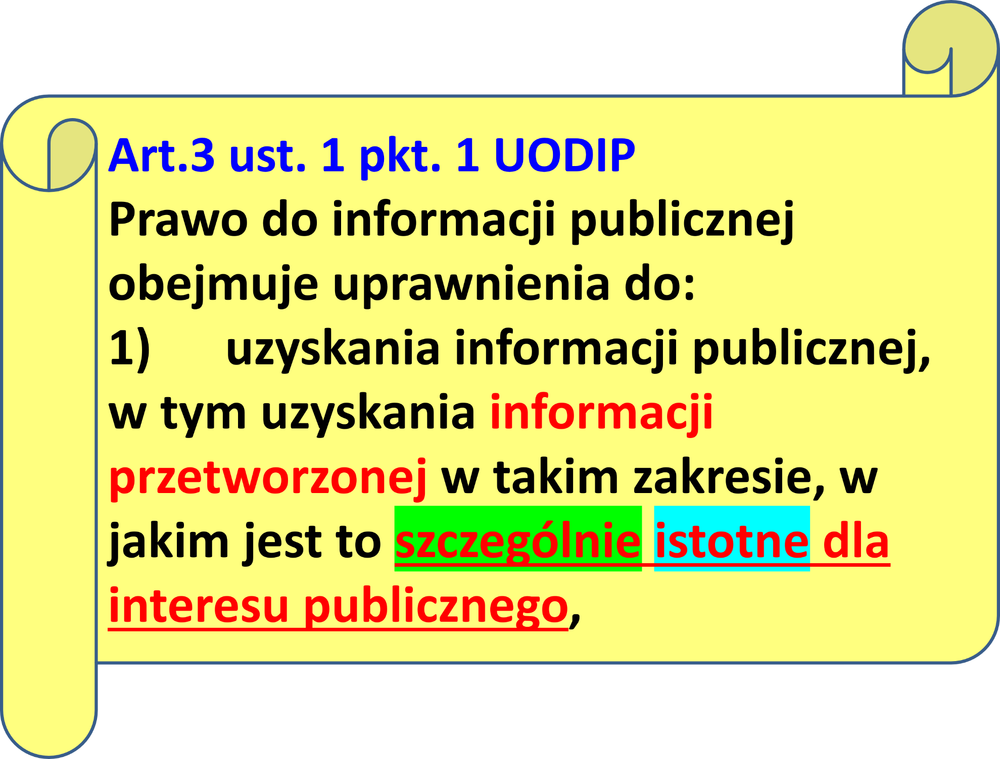 Art.3 ust. 1 pkt. 1 UODIP
Prawo do informacji publicznej
obejmuje uprawnienia do:
1) uzyskania informacji publicznej,
w tym uzyskania informacji
przetworzonej w takim zakresie, w
jakim jest to szczególnie istotne dla
interesu publicznego,